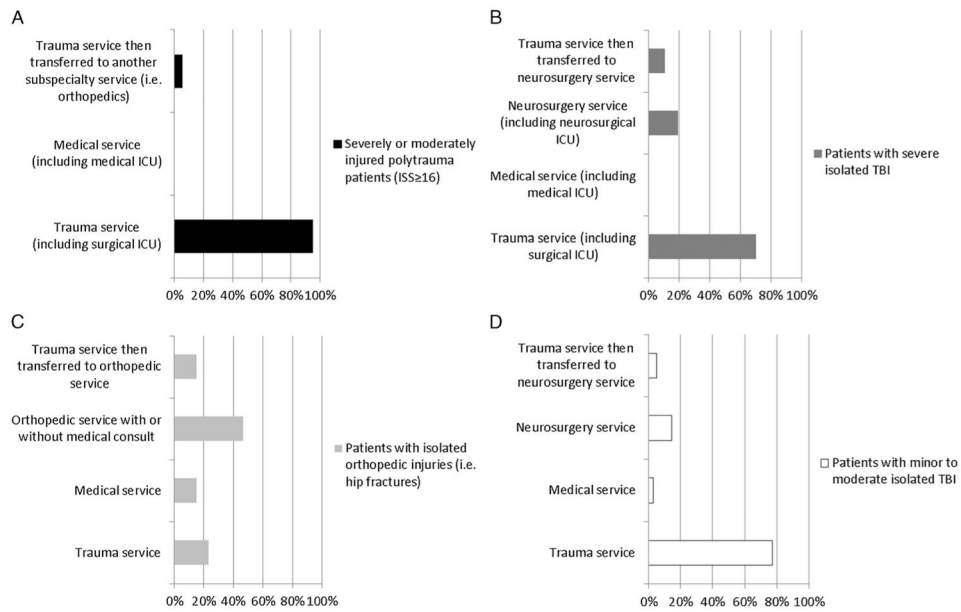 A
Trauma service then
transferred to another
subspecialty service (i.e.
orthopedics)
Medical service
(including medical ICU)
Trauma service
(including surgical ICU)
0% 20% 40% 60% 80% 100%
Severely or moderately
injured polytrauma
patients (ISS≥16)
B
Trauma service then
transferred to
neurosurgery service
Neurosurgery service
(including neurosurgical
ICU)
Medical service (including
medical ICU)
Trauma service (including
surgical ICU)
0% 20% 40% 60% 80% 100%
Patients with severe
isolated TBI
C
Trauma service then
transferred to orthopedic
service
Orthopedic service with or
without medical consult
Medical service
Trauma service
0% 20% 40% 60% 80% 100%
Patients with isolated
orthopedic injuries (i.e.
hip fractures)
D
Trauma service then
transferred to
neurosurgery service
Neurosurgery service
Medical service
Trauma service
0% 20% 40% 60% 80% 100%
Patients with minor to
moderate isolated TBI